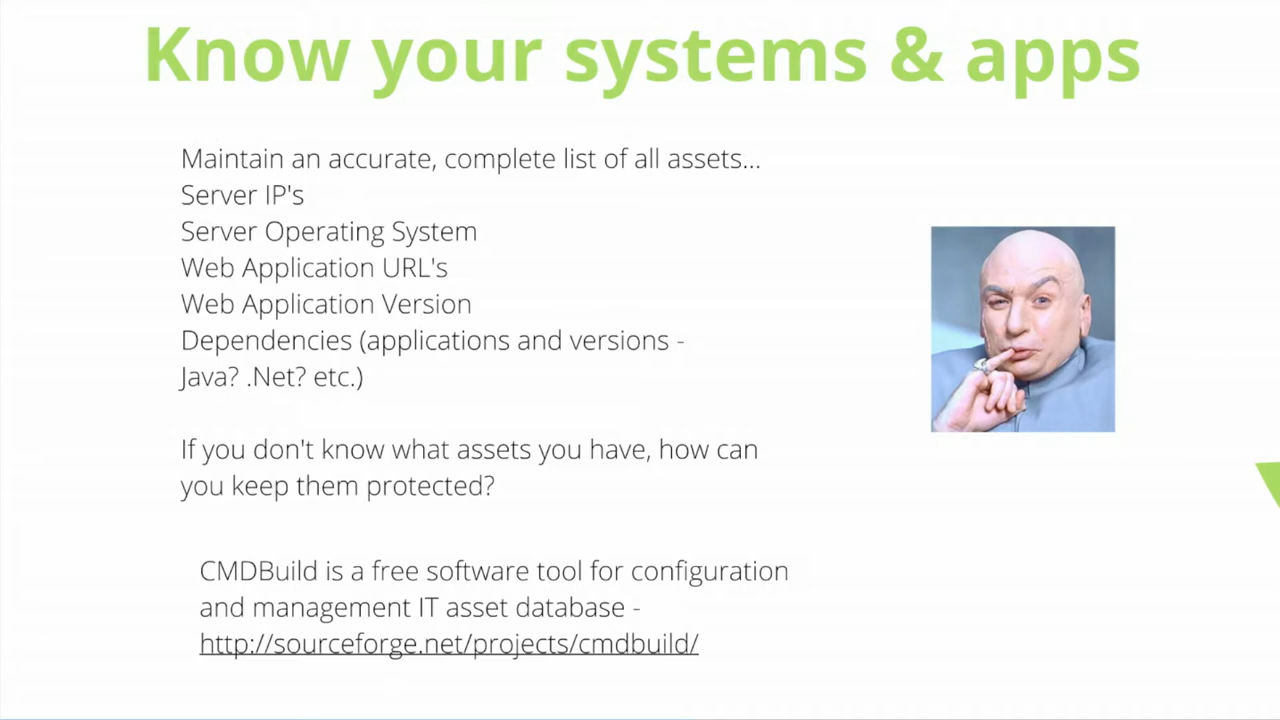 Know your systems & apps
Maintain an accurate, complete list of all assets...
Server IP's
Server Operating System
Web Application URL's
Web Application Version
Dependencies (applications and versions -
Java? .Net? etc.)
If you don't know what assets you have, how can
you keep them protected?
CMDBuild is a free software tool for configuration
and management IT asset database -
http://sourceforge.net/projects/cmdbuild/